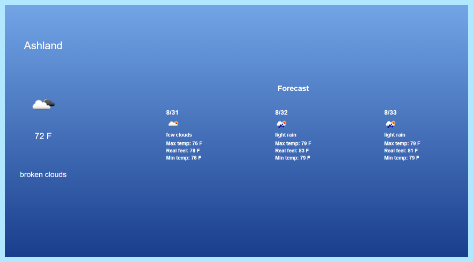 Ashland
Forecast
8/31
8/32
8/33
72 F
few clouds
light rain
light rain
Max temp: 76 F
Max temp: 79 F
Max temp: 79 F
Real feel: 78 F
Real feel: 83 F
Real feel: 81 F
Min temp: 76 F
Min temp: 79 F
Min temp: 79 F
broken clouds